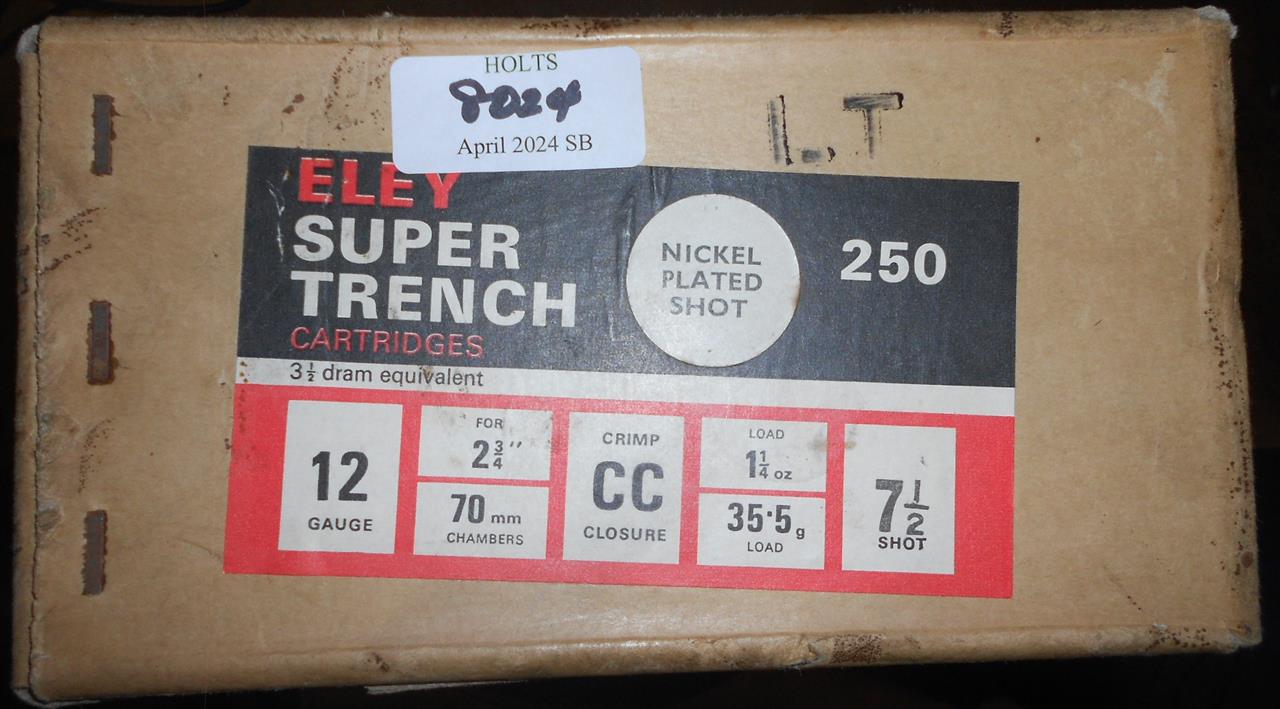 HOLTS
8024
April 2024 SB
L.T
ELEY
SUPER
TRENCH
CARTRIDGES
3½ dram equivalent
NICKEL
PLATED
SHOT
250
12
GAUGE
FOR
2¾"
70 mm
CHAMBERS
CRIMP
CC
CLOSURE
LOAD
1¼ oz
35·5g
LOAD
7½
SHOT